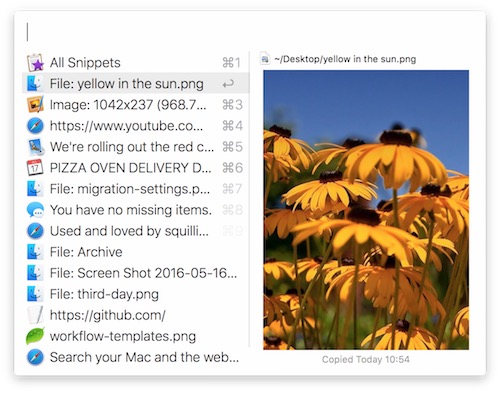 All Snippets ⌘1
File: yellow in the sun.png ↩
Image: 1042x237 (968.7... ⌘3
https://www.youtube.co... ⌘4
We're rolling out the red c... ⌘5
PIZZA OVEN DELIVERY D... ⌘6
File: migration-settings.p... ⌘7
You have no missing items. ⌘8
Used and loved by squilli... ⌘9
File: Archive
File: Screen Shot 2016-05-16...
File: third-day.png
https://github.com/
workflow-templates.png
Search your Mac and the web...
~/Desktop/yellow in the sun.png
Copied Today 10:54